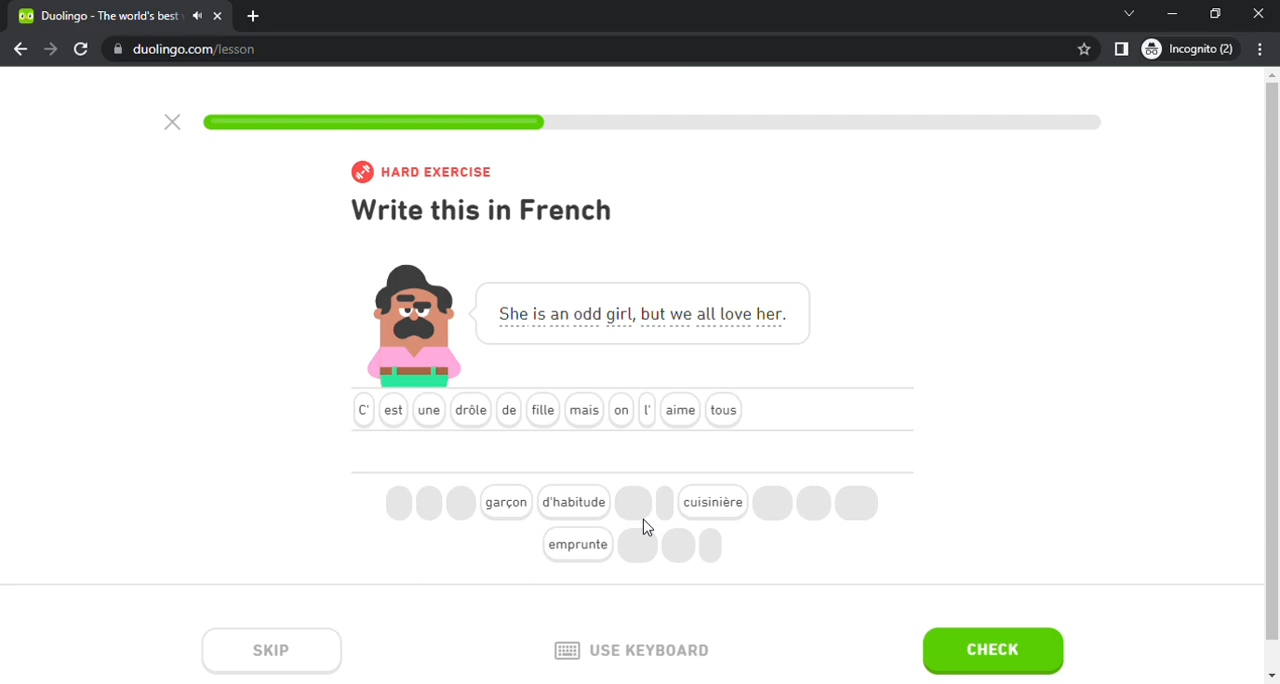 Duolingo - The world's best
duolingo.com/lesson
Incognito (2)
HARD EXERCISE
Write this in French
She is an odd girl, but we all love her.
C' est une drôle de fille mais on l' aime tous
garçon d'habitude cuisinière
emprunte
SKIP
USE KEYBOARD
CHECK